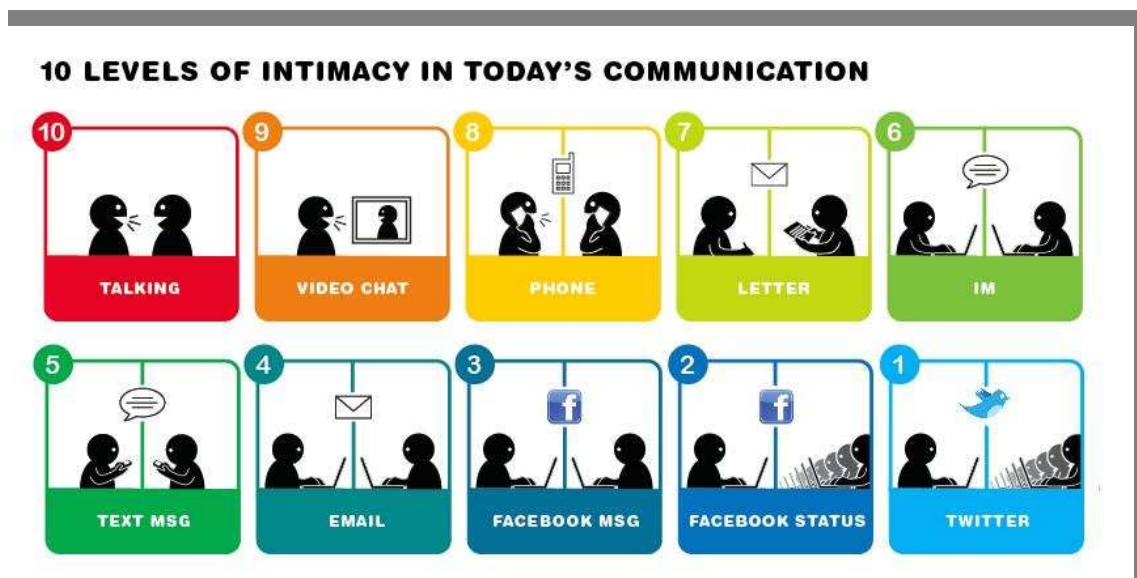 10 LEVELS OF INTIMACY IN TODAY'S COMMUNICATION
10
TALKING
9
VIDEO CHAT
8
PHONE
7
LETTER
6
IM
5
TEXT MSG
4
EMAIL
3
f
FACEBOOK MSG
2
f
FACEBOOK STATUS
1
TWITTER